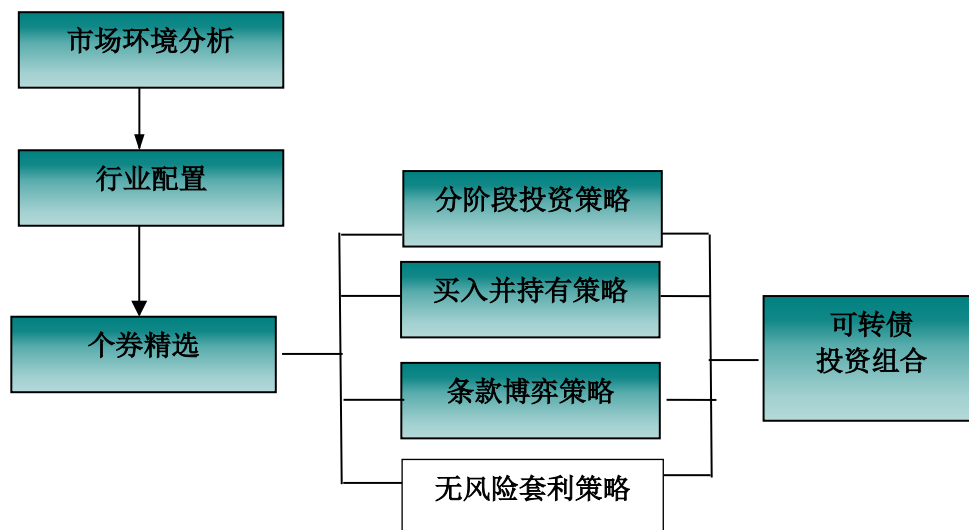 市场环境分析
行业配置
个券精选
分阶段投资策略
买入并持有策略
条款博弈策略
无风险套利策略
可转债
投资组合